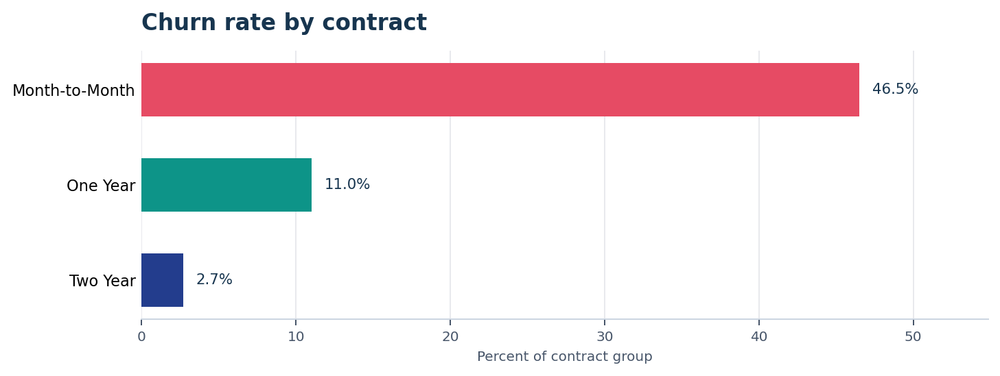 Churn rate by contract
Month-to-Month
46.5%
One Year
11.0%
Two Year
2.7%
0 10 20 30 40 50
Percent of contract group